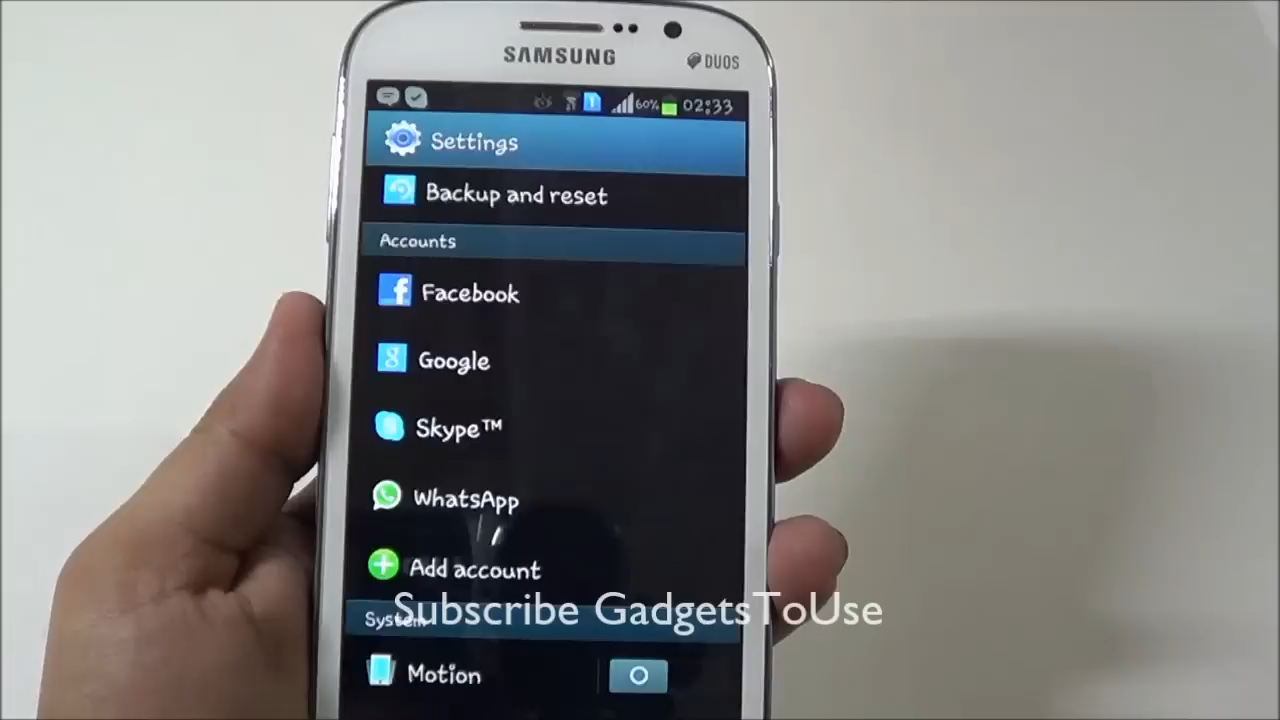 SAMSUNG
DUOS
60% 02:33
Settings
Backup and reset
Accounts
Facebook
Google
Skype™
WhatsApp
Add account
Subscribe GadgetsToUse
System
Motion